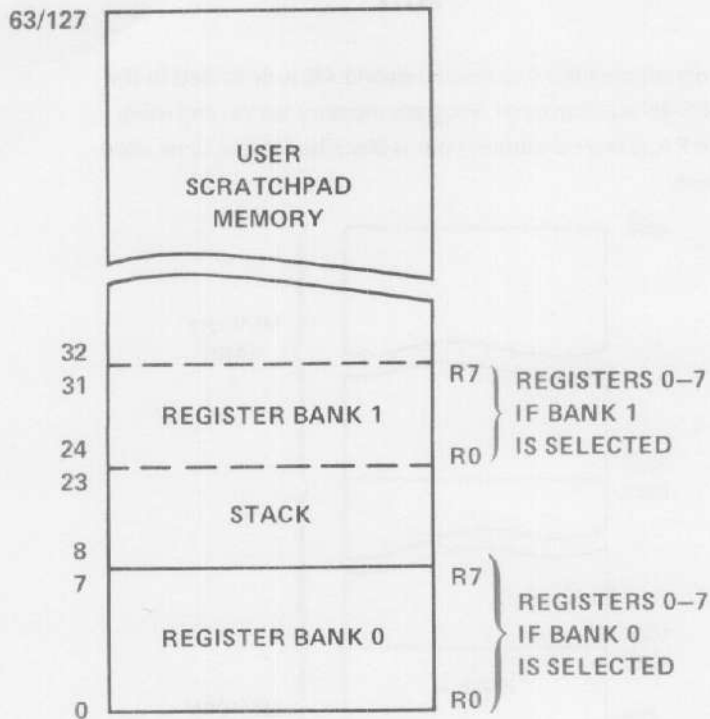 63/127
USER
SCRATCHPAD
MEMORY
32
31
REGISTER BANK 1
R7
REGISTERS 0–7
IF BANK 1
IS SELECTED
24
R0
23
STACK
8
7
REGISTER BANK 0
R7
REGISTERS 0–7
IF BANK 0
IS SELECTED
0
R0